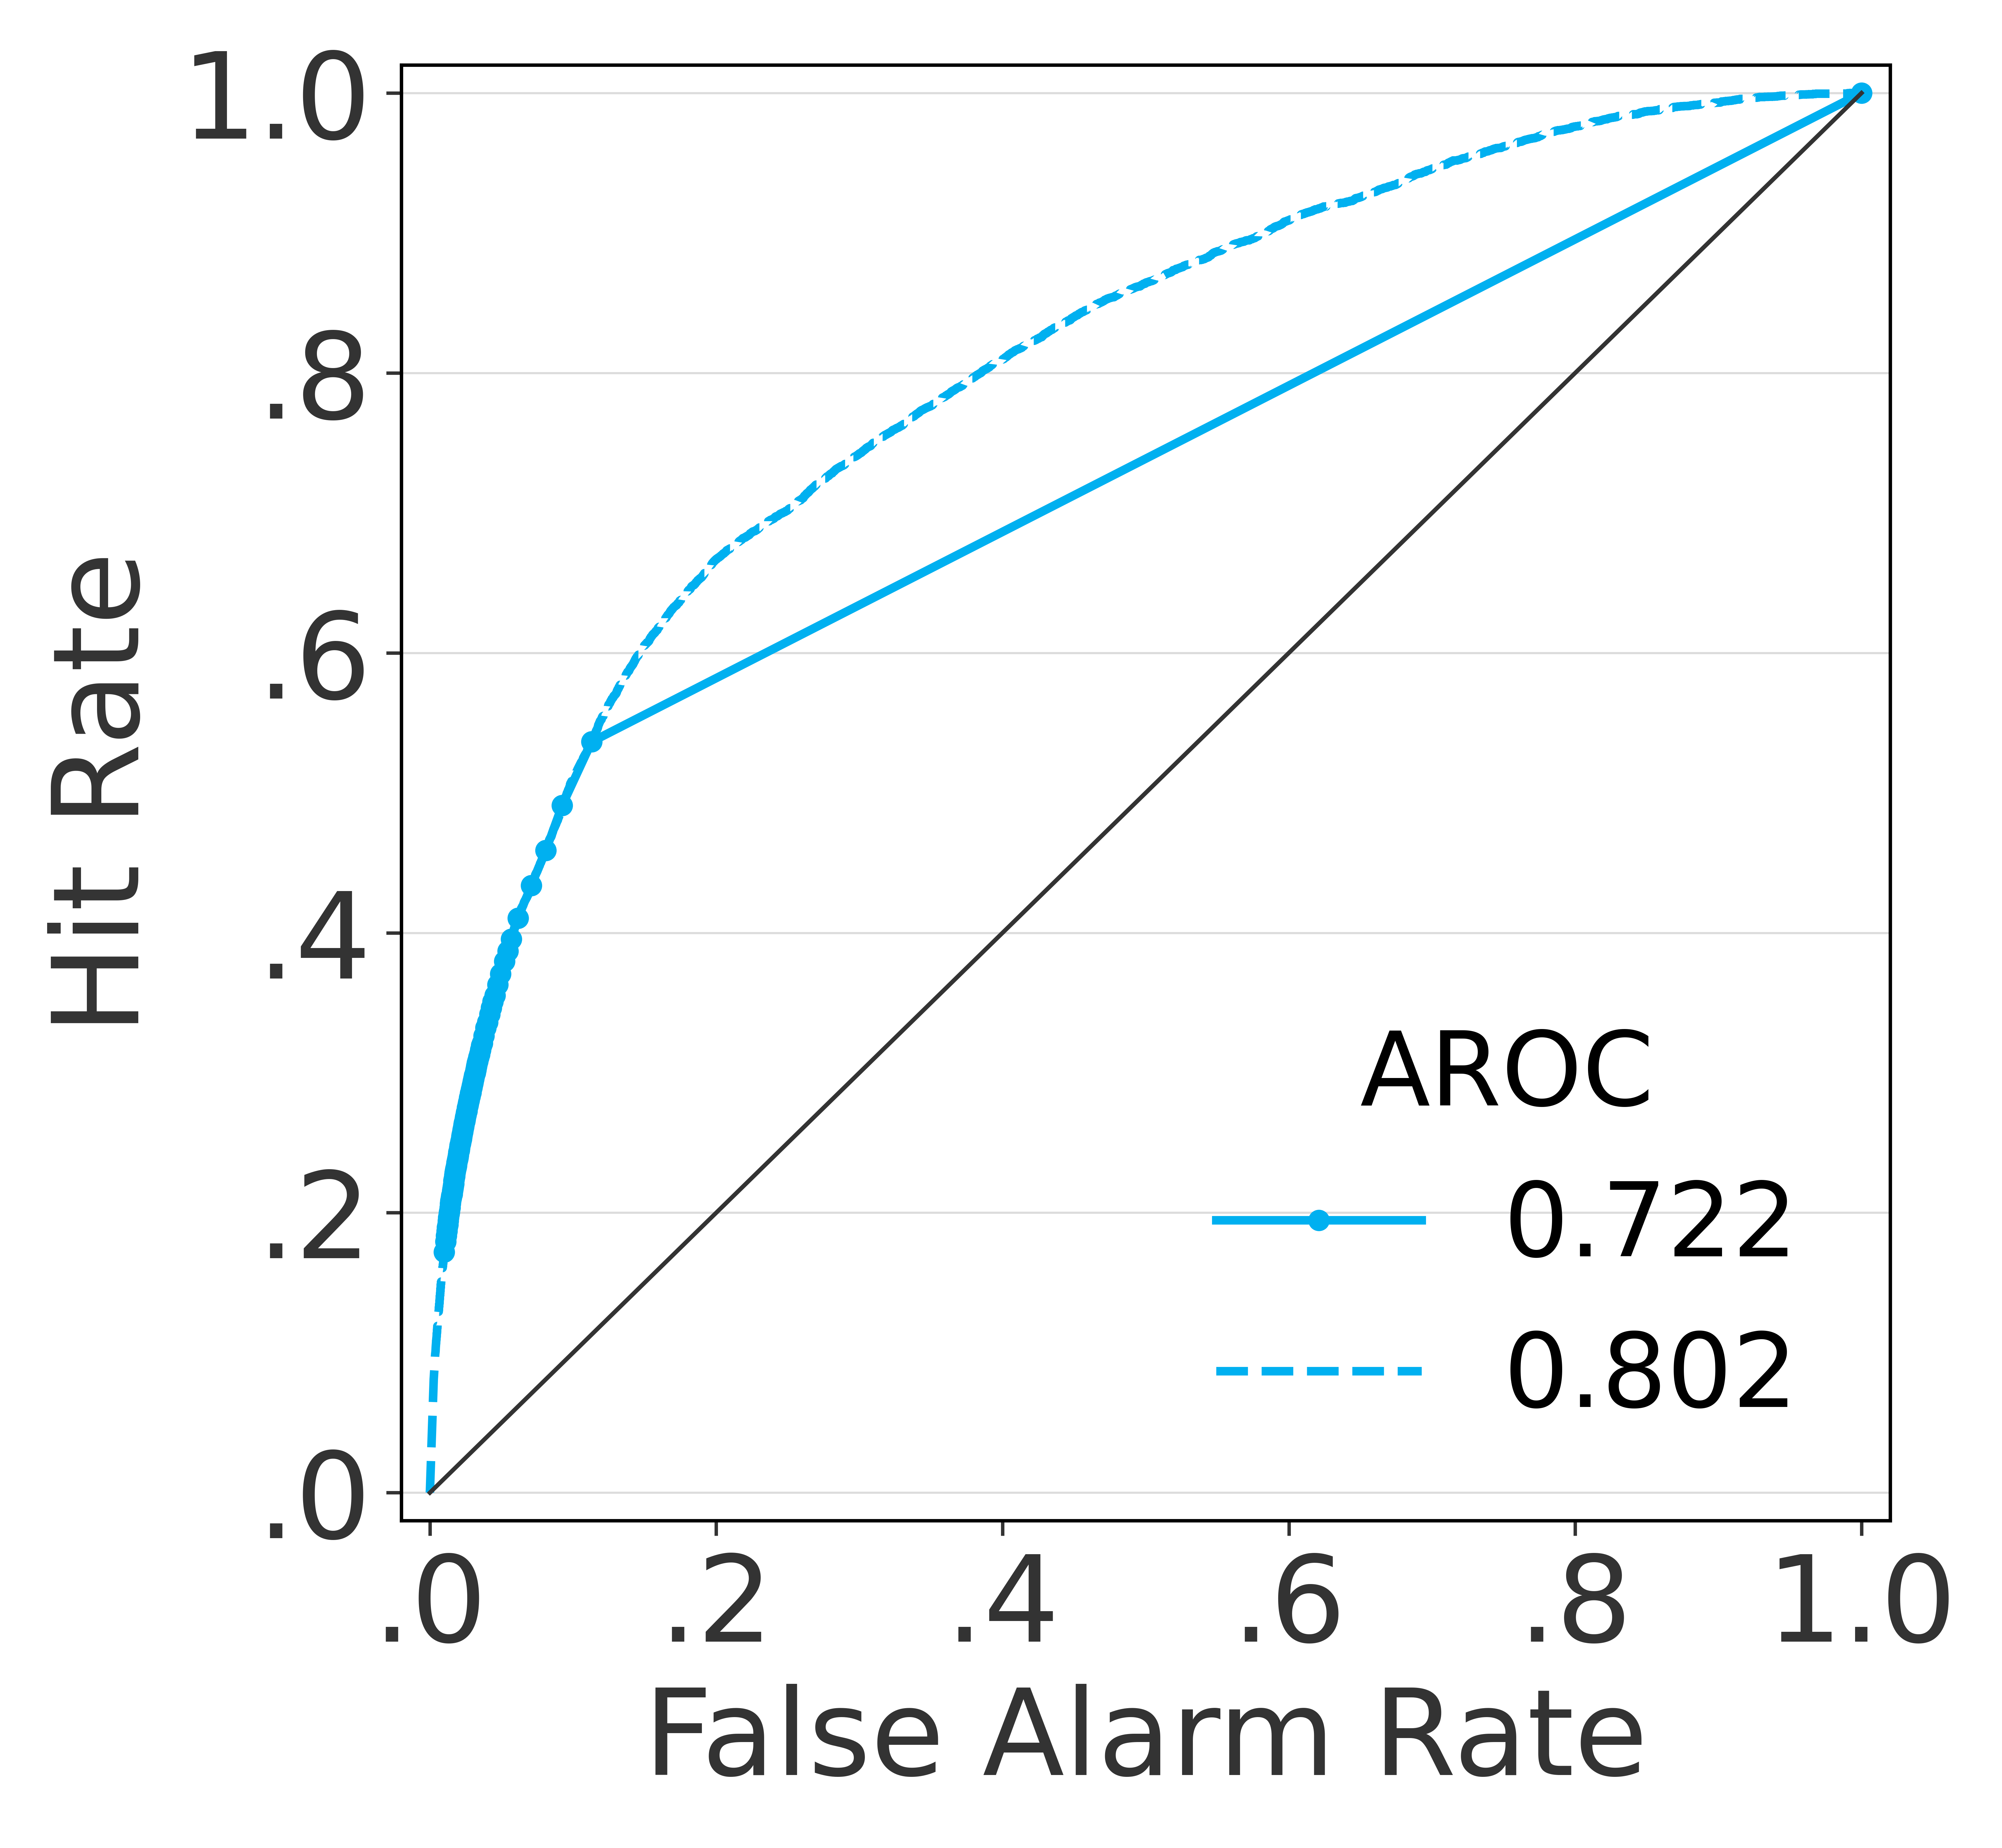 1.0
.8
.6
.4
.2
.0
Hit Rate
AROC
0.722
0.802
.0 .2 .4 .6 .8 1.0
False Alarm Rate